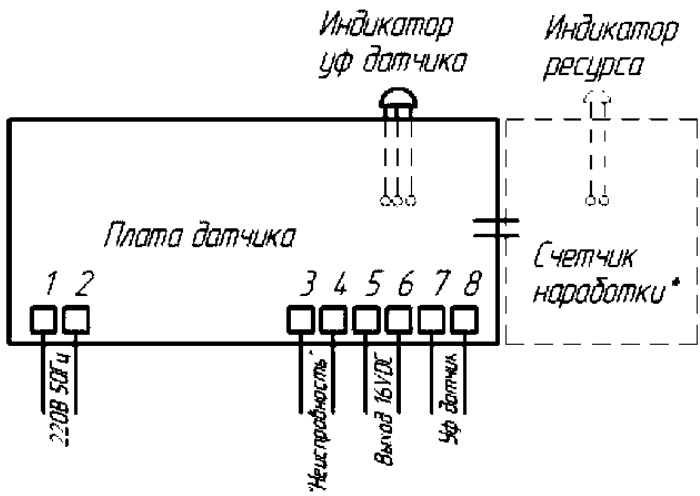 Индикатор
уф датчика
Индикатор
ресурса
Плата датчика
Счетчик
наработки*
1 2 3 4 5 6 7 8
220В 50Гц
"Неисправность"
Выход 16VDC
Уф датчик